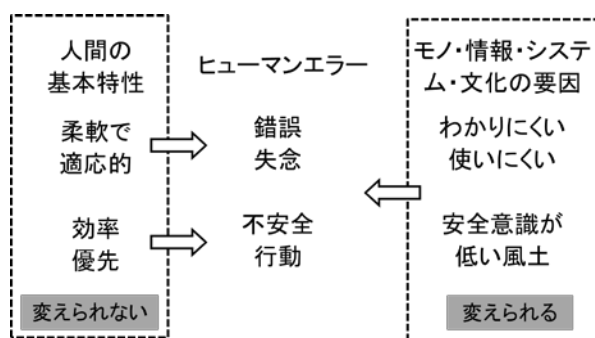 人間の
基本特性
柔軟で
適応的
効率
優先
変えられない
ヒューマンエラー
錯誤
失念
不安全
行動
モノ・情報・システ
ム・文化の要因
わかりにくい
使いにくい
安全意識が
低い風土
変えられる